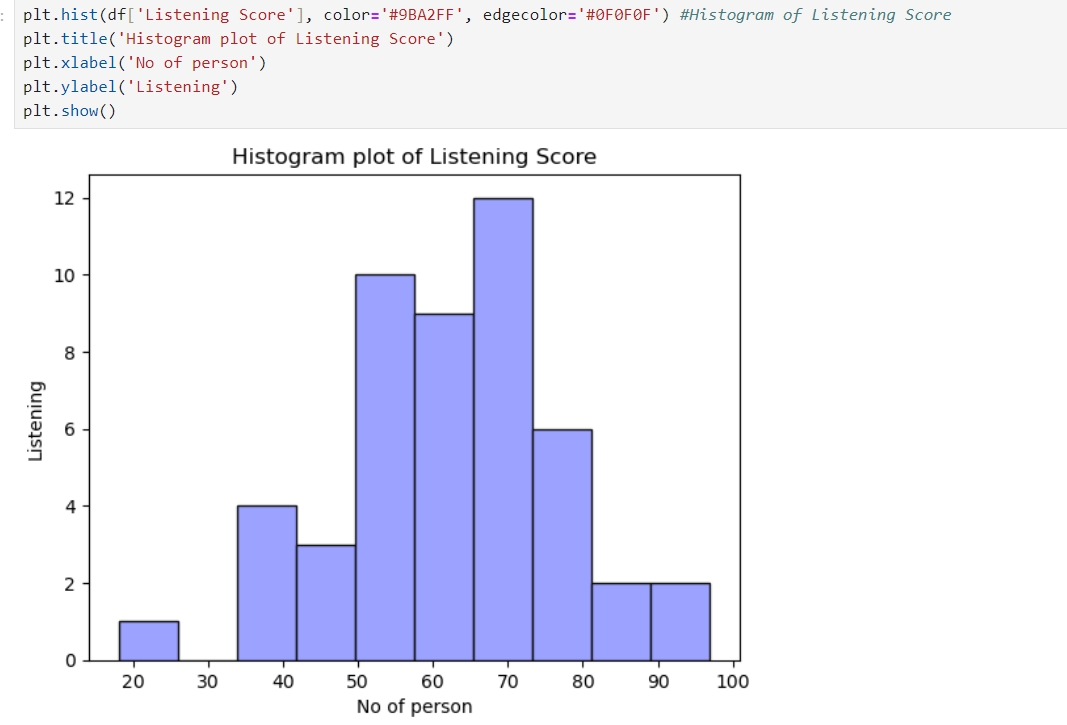 :
plt.hist(df['Listening Score'], color='#9BA2FF', edgecolor='#0F0F0F') #Histogram of Listening Score
plt.title('Histogram plot of Listening Score')
plt.xlabel('No of person')
plt.ylabel('Listening')
plt.show()
Histogram plot of Listening Score
12
10
8
6
4
2
0
Listening
20 30 40 50 60 70 80 90 100
No of person